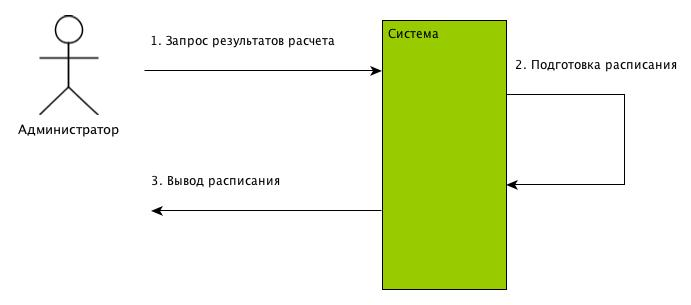 1. Запрос результатов расчета
Система
2. Подготовка расписания
Администратор
3. Вывод расписания